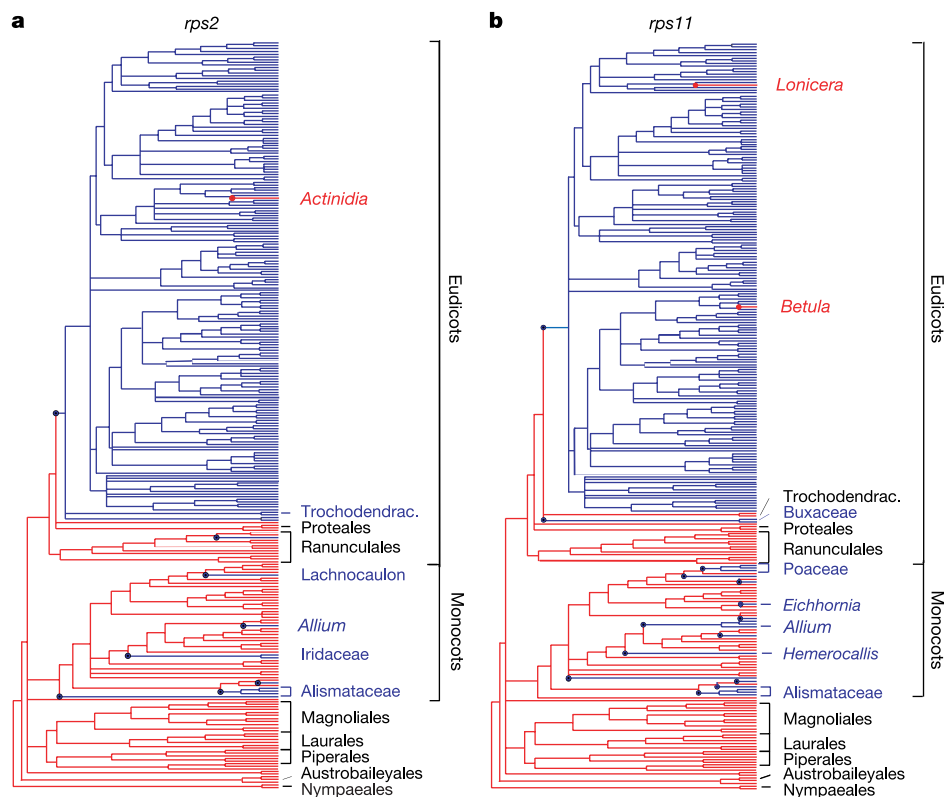 a
rps2
Actinidia
Eudicots
Trochodendrac.
Proteales
Ranunculales
Lachnocaulon
Allium
Iridaceae
Alismataceae
Monocots
Magnoliales
Laurales
Piperales
Austrobaileyales
Nympaeales
b
rps11
Lonicera
Betula
Eudicots
Trochodendrac.
Buxaceae
Proteales
Ranunculales
Poaceae
Eichhornia
Allium
Hemerocallis
Alismataceae
Monocots
Magnoliales
Laurales
Piperales
Austrobaileyales
Nympaeales